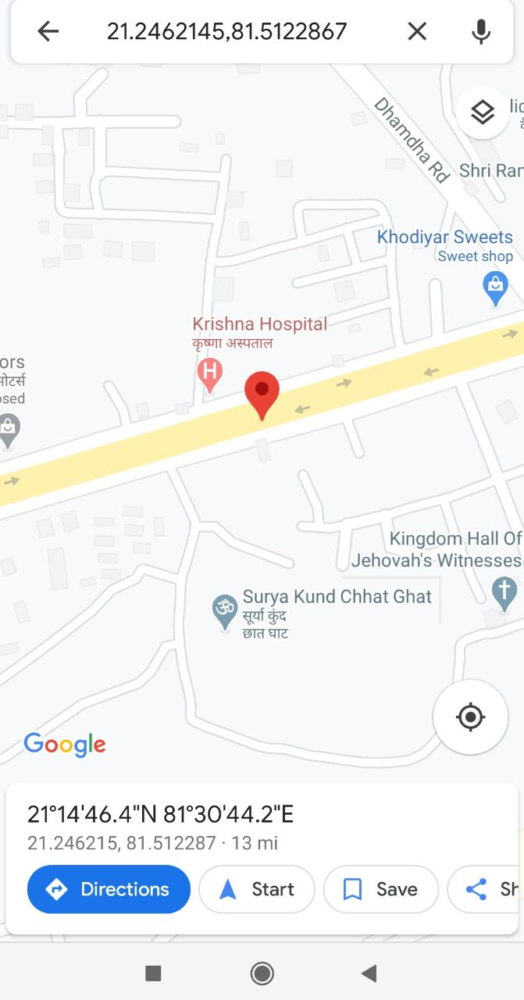 21.2462145,81.5122867
Dhamdha Rd
Shri Ran
Khodiyar Sweets
Sweet shop
Krishna Hospital
कृष्णा अस्पताल
H
ors
मोटर्स
osed
Kingdom Hall Of
Jehovah's Witnesses
Surya Kund Chhat Ghat
सूर्या कुंद
छात घाट
ॐ
Google
21°14'46.4"N 81°30'44.2"E
21.246215, 81.512287 · 13 mi
Directions
Start
Save
Sh